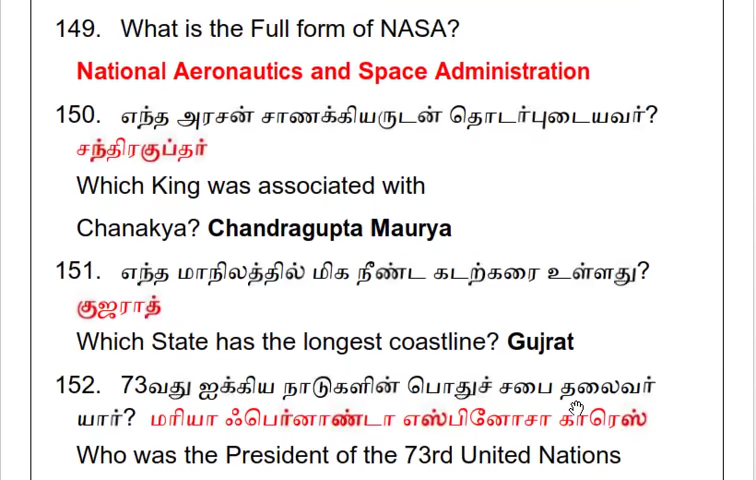 149. What is the Full form of NASA?
National Aeronautics and Space Administration
150. எந்த அரசன் சாணக்கியருடன் தொடர்புடையவர்?
சந்திரகுப்தர்
Which King was associated with
Chanakya? Chandragupta Maurya
151. எந்த மாநிலத்தில் மிக நீண்ட கடற்கரை உள்ளது?
குஜராத்
Which State has the longest coastline? Gujrat
152. 73வது ஐக்கிய நாடுகளின் பொதுச் சபை தலைவர்
யார்? மரியா ஃபெர்னாண்டா எஸ்பினோசா கார்ரெஸ்
Who was the President of the 73rd United Nations